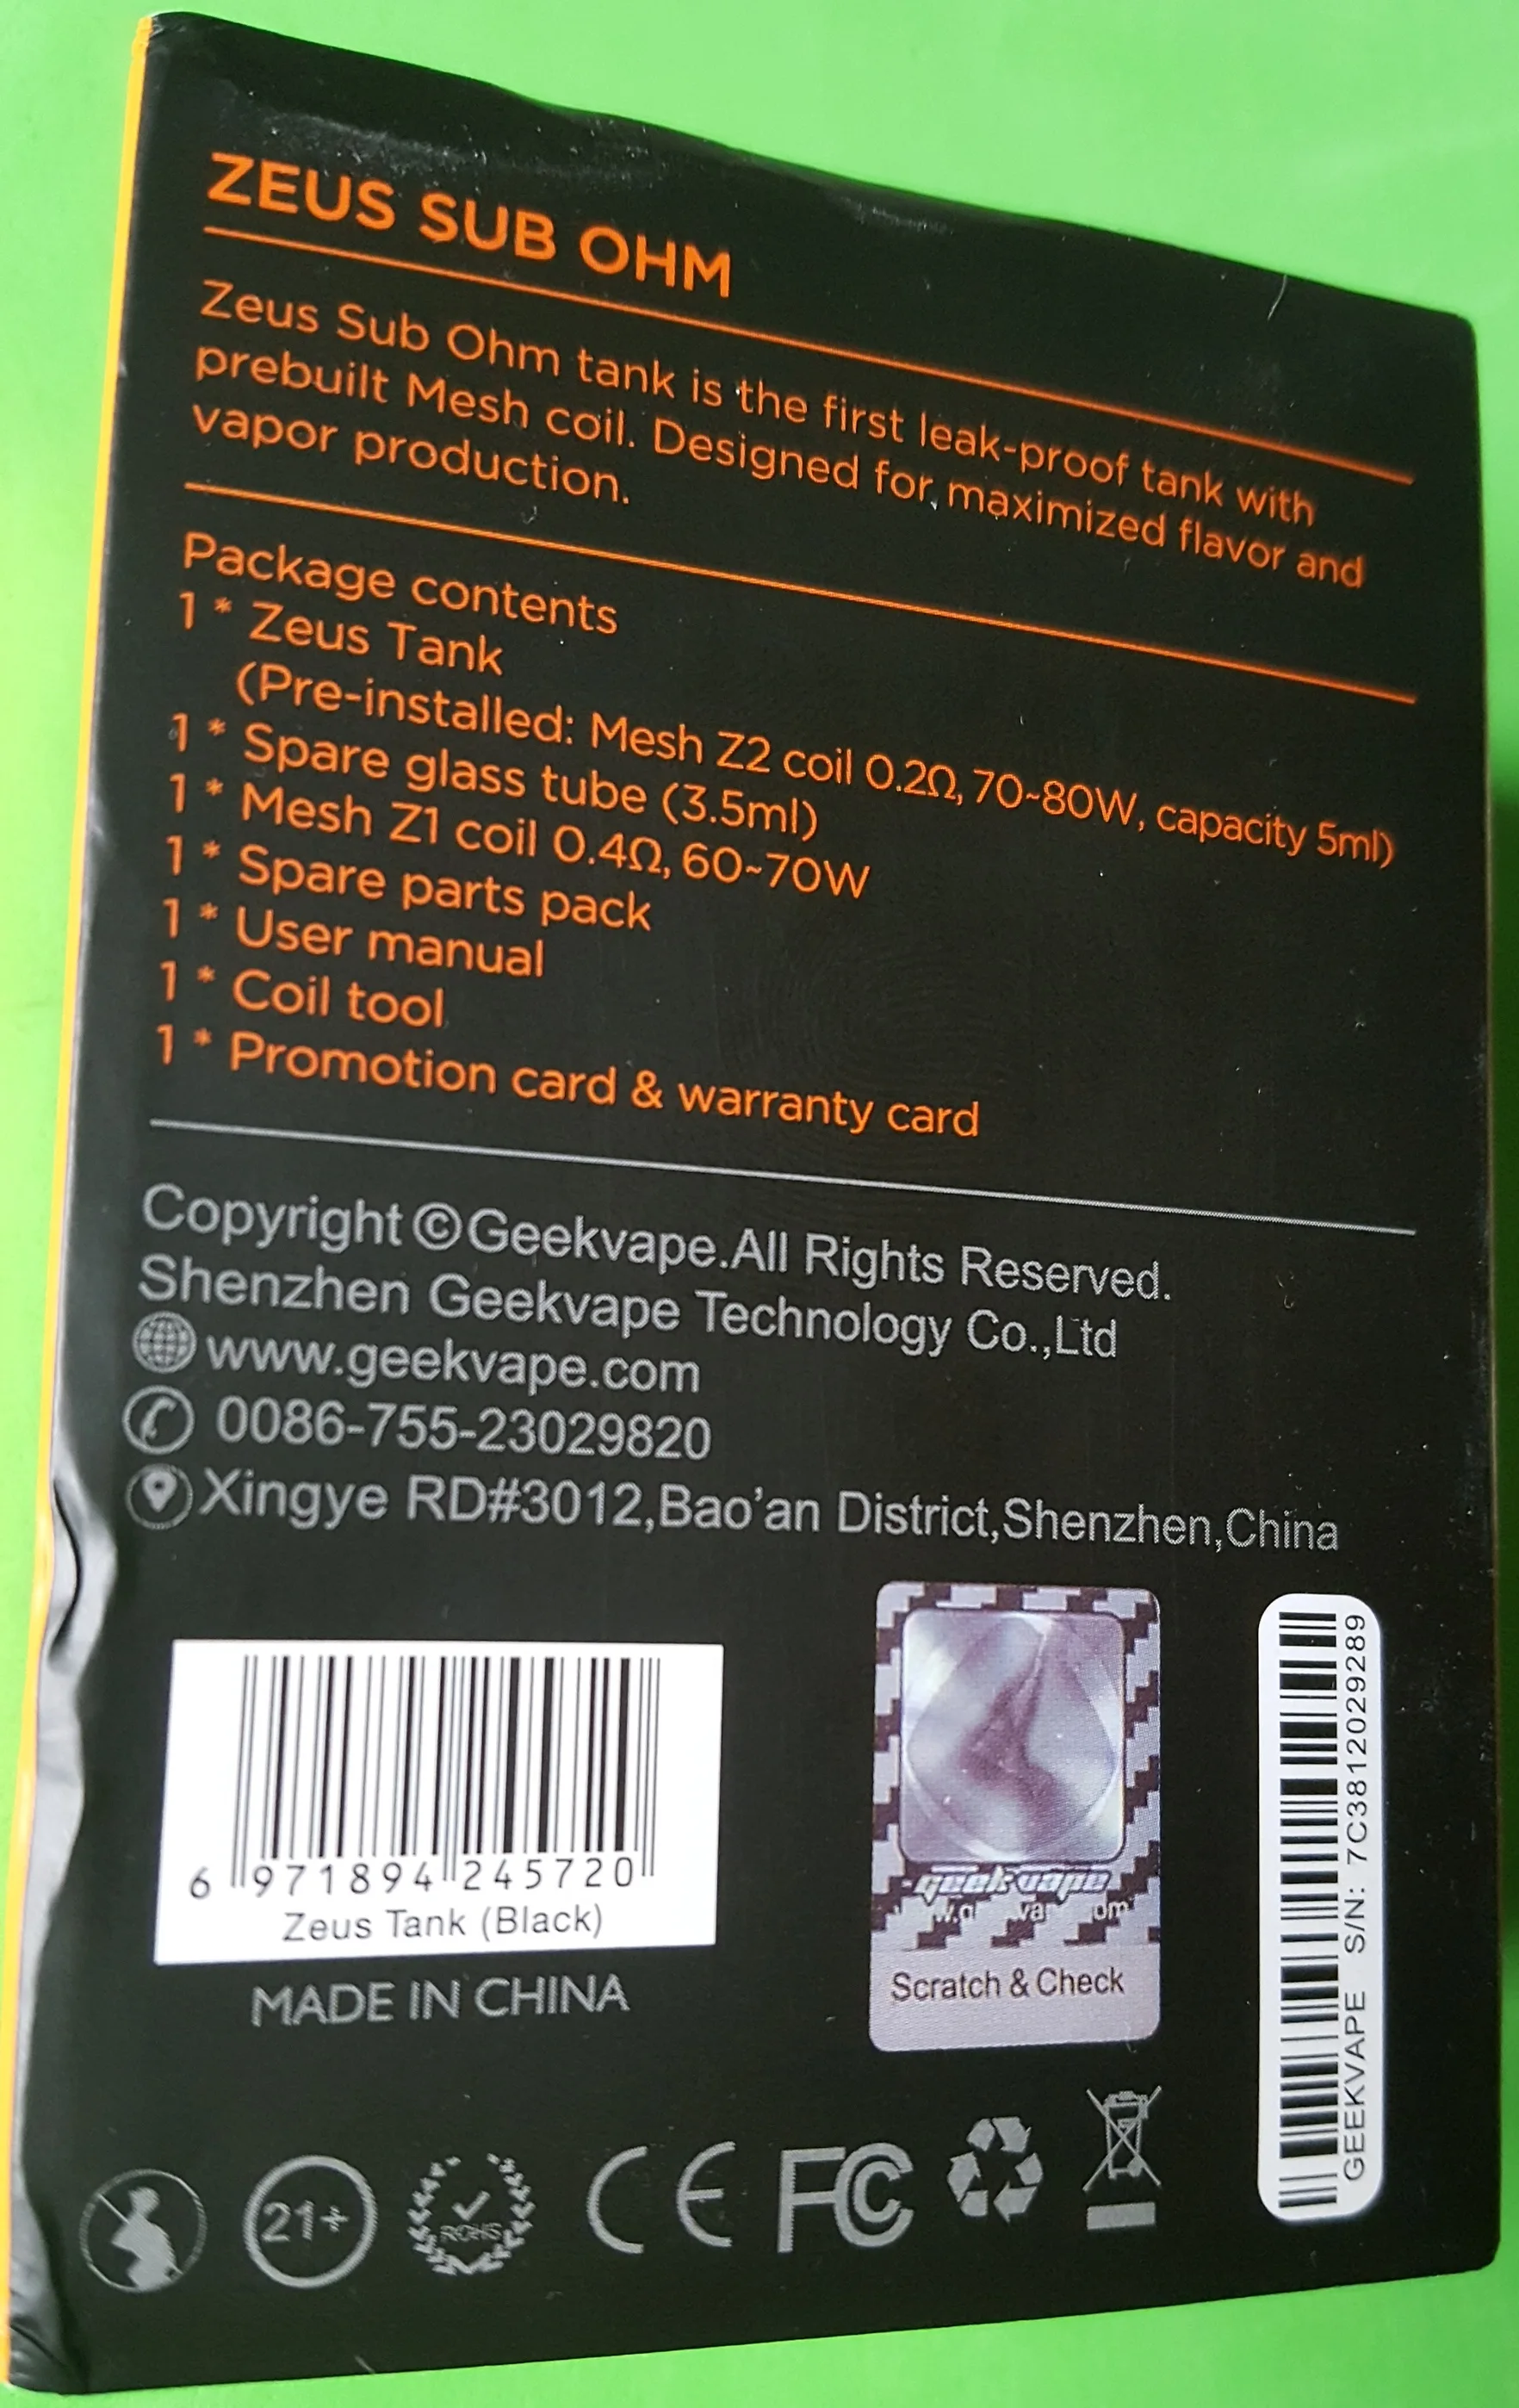 ZEUS SUB OHM
Zeus Sub Ohm tank is the first leak-proof tank with
prebuilt Mesh coil. Designed for maximized flavor and
vapor production.
Package contents
1 * Zeus Tank
(Pre-installed: Mesh Z2 coil 0.2Ω, 70~80W, capacity 5ml)
1 * Spare glass tube (3.5ml)
1 * Mesh Z1 coil 0.4Ω, 60~70W
1 * Spare parts pack
1 * User manual
1 * Coil tool
1 * Promotion card & warranty card
Copyright ©Geekvape.All Rights Reserved.
Shenzhen Geekvape Technology Co.,Ltd
www.geekvape.com
0086-755-23029820
Xingye RD#3012,Bao’an District,Shenzhen,China
6 971894 245720
Zeus Tank (Black)
MADE IN CHINA
geek vape
Scratch & Check
GEEKVAPE S/N: 7C3812029289
21+
ROHS
CE
FC